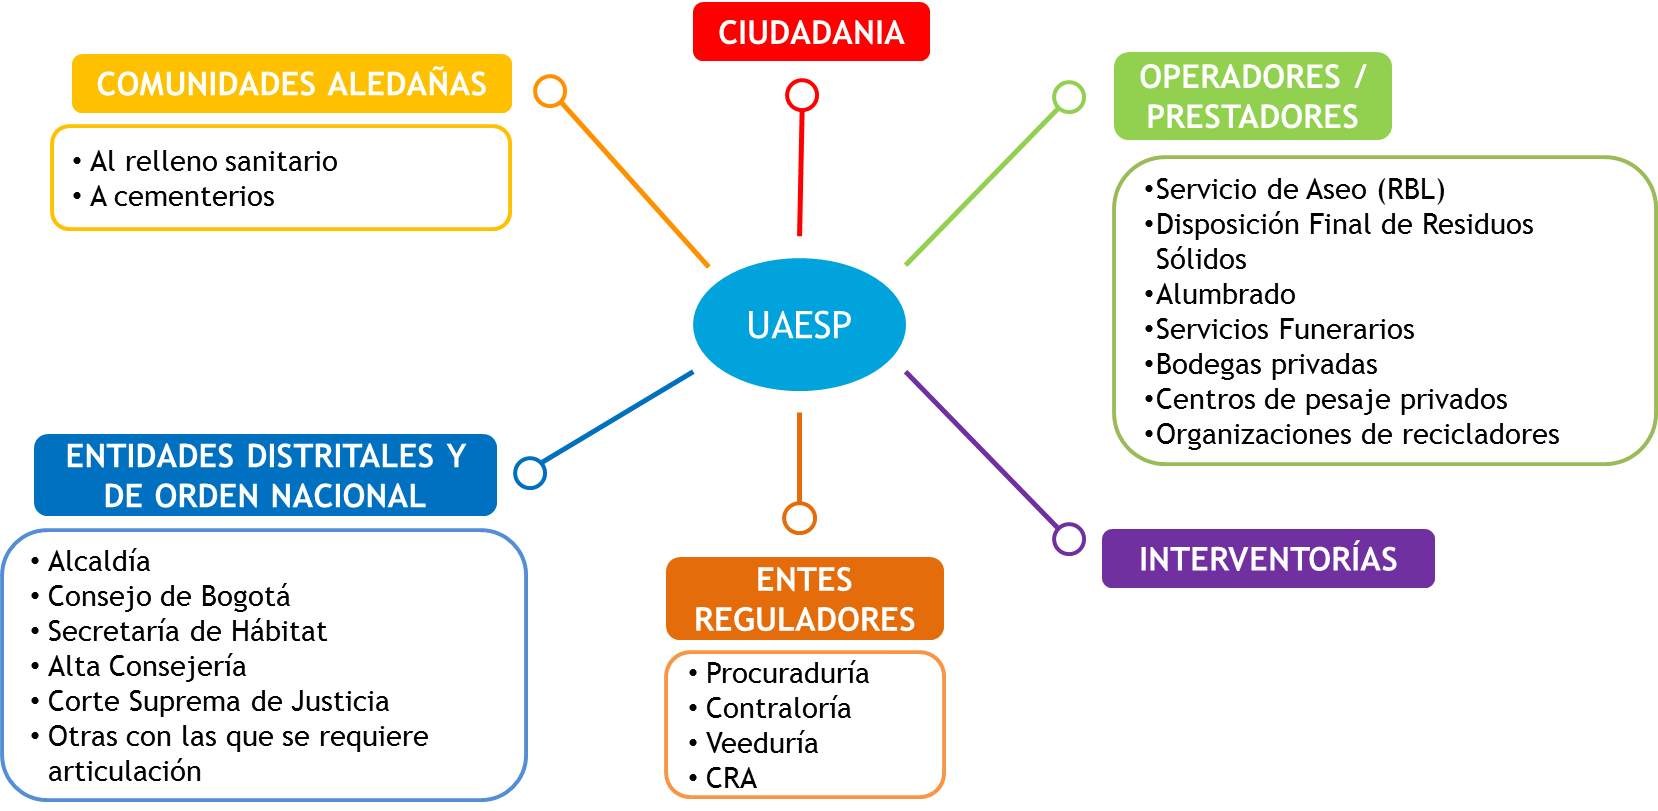 CIUDADANIA
COMUNIDADES ALEDAÑAS
• Al relleno sanitario
• A cementerios
OPERADORES /
PRESTADORES
•Servicio de Aseo (RBL)
•Disposición Final de Residuos
Sólidos
•Alumbrado
•Servicios Funerarios
•Bodegas privadas
•Centros de pesaje privados
•Organizaciones de recicladores
UAESP
ENTIDADES DISTRITALES Y
DE ORDEN NACIONAL
• Alcaldía
• Consejo de Bogotá
• Secretaría de Hábitat
• Alta Consejería
• Corte Suprema de Justicia
• Otras con las que se requiere
articulación
ENTES
REGULADORES
• Procuraduría
• Contraloría
• Veeduría
• CRA
INTERVENTORÍAS